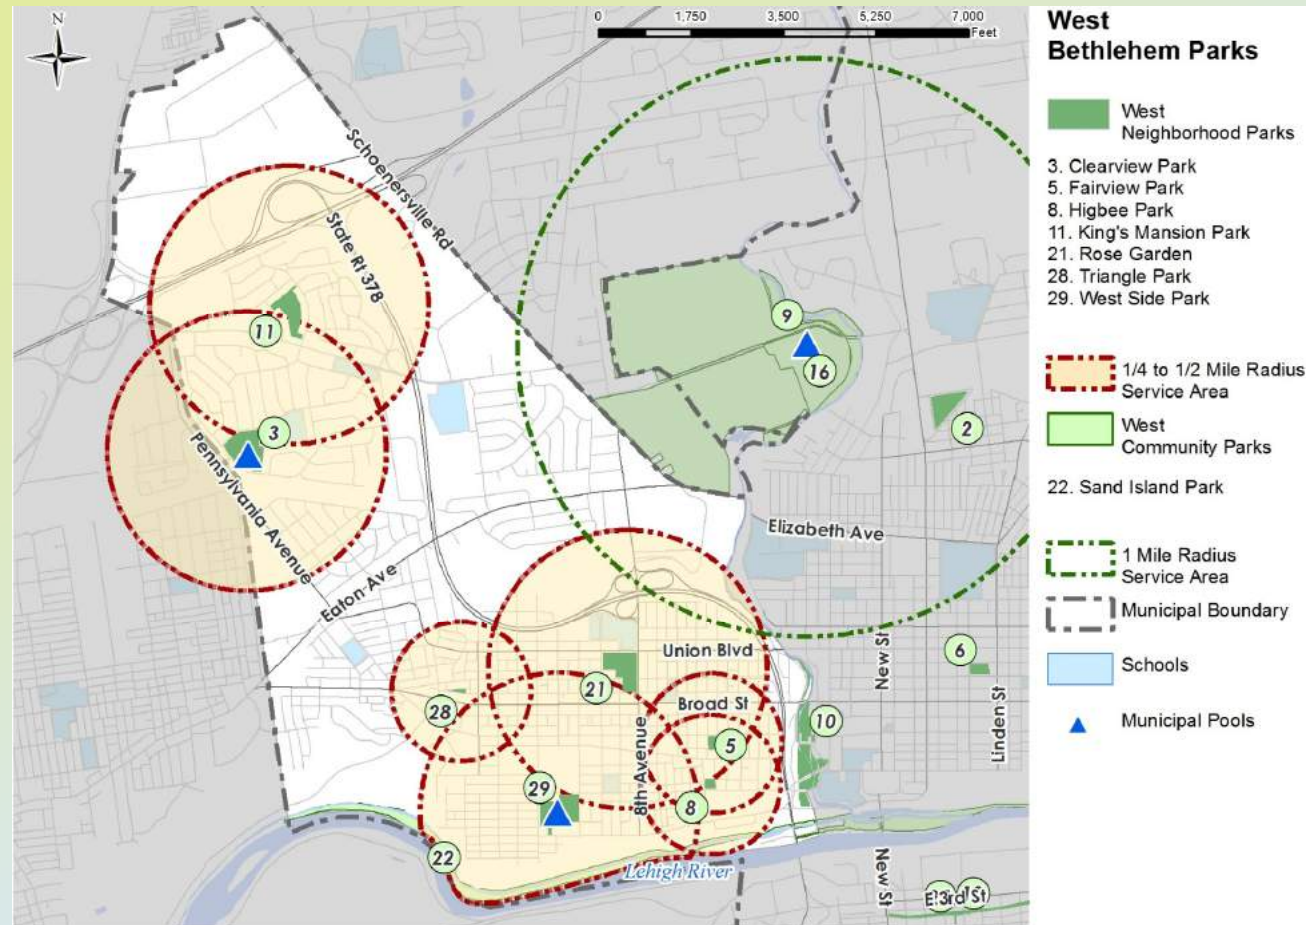 N
0 1,750 3,500 5,250 7,000
Feet
West
Bethlehem Parks
West
Neighborhood Parks
3. Clearview Park
5. Fairview Park
8. Higbee Park
11. King's Mansion Park
21. Rose Garden
28. Triangle Park
29. West Side Park
1/4 to 1/2 Mile Radius
Service Area
West
Community Parks
22. Sand Island Park
1 Mile Radius
Service Area
Municipal Boundary
Schools
Municipal Pools
Schoenersville Rd
State Rt 378
11
9
16
3
2
Pennsylvania Avenue
Elizabeth Ave
Eaton Ave
Union Blvd
New St
6
21
Broad St
28
10
Linden St
8th Avenue
5
29
8
22
Lehigh River
New St
E 3rd St